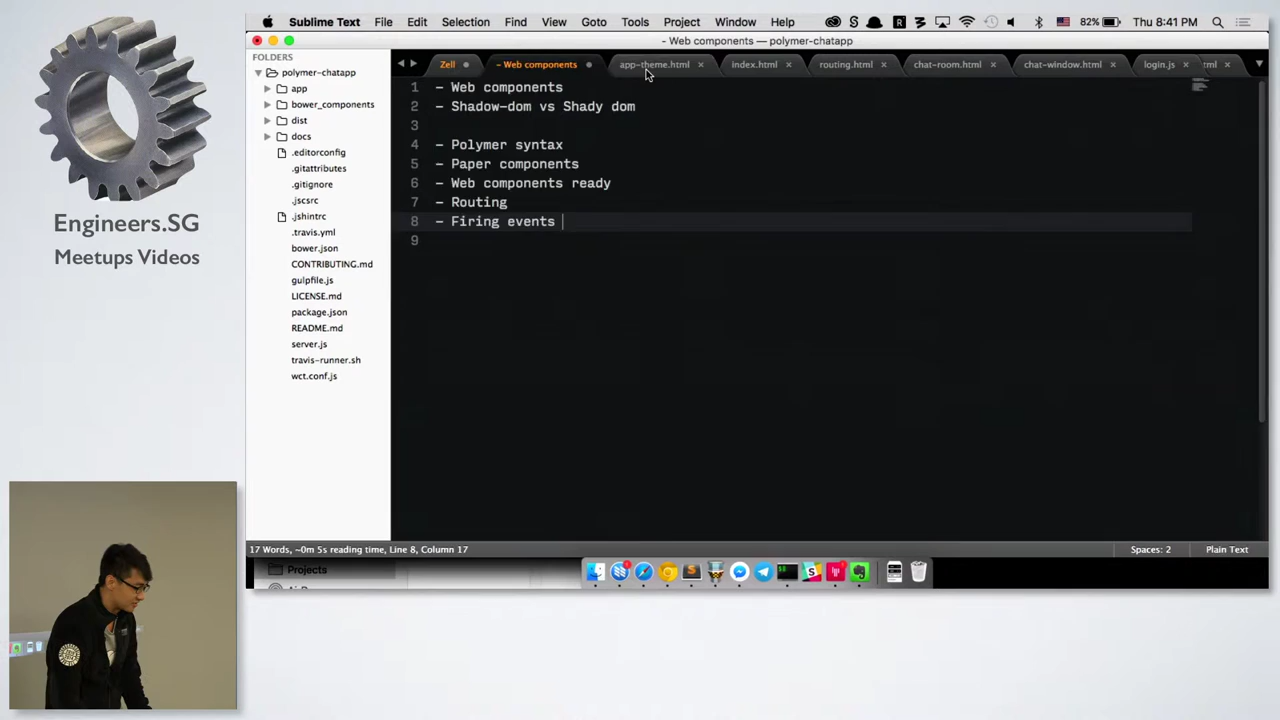 Sublime Text File Edit Selection Find View Goto Tools Project Window Help 82% Thu 8:41 PM
- Web components — polymer-chatapp
FOLDERS
polymer-chatapp
app
bower_components
dist
docs
.editorconfig
.gitattributes
.gitignore
.jscsrc
.jshintrc
.travis.yml
bower.json
CONTRIBUTING.md
gulpfile.js
LICENSE.md
package.json
README.md
server.js
travis-runner.sh
wct.conf.js
Zell - Web components app-theme.html index.html routing.html chat-room.html chat-window.html login.js
1 - Web components
2 - Shadow-dom vs Shady dom
3
4 - Polymer syntax
5 - Paper components
6 - Web components ready
7 - Routing
8 - Firing events
9
17 Words, ~0m 5s reading time, Line 8, Column 17 Spaces: 2 Plain Text
Projects
Engineers.SG
Meetups Videos